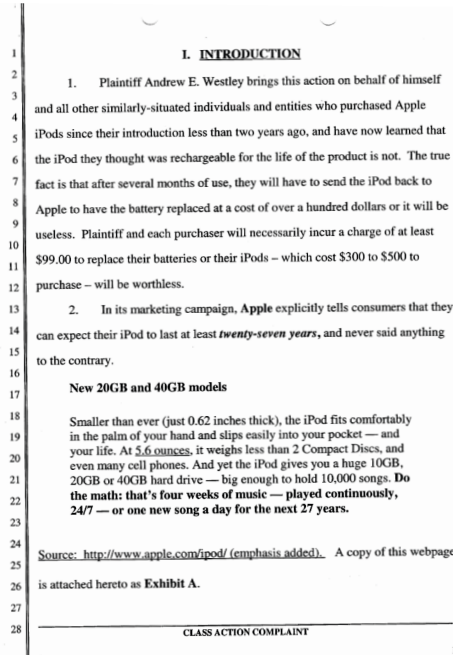 I. INTRODUCTION
1
2
1. Plaintiff Andrew E. Westley brings this action on behalf of himself
3
and all other similarly-situated individuals and entities who purchased Apple
4
iPods since their introduction less than two years ago, and have now learned that
5
the iPod they thought was rechargeable for the life of the product is not. The true
6
fact is that after several months of use, they will have to send the iPod back to
7
Apple to have the battery replaced at a cost of over a hundred dollars or it will be
8
useless. Plaintiff and each purchaser will necessarily incur a charge of at least
9
10
$99.00 to replace their batteries or their iPods – which cost $300 to $500 to
11
purchase – will be worthless.
12
2. In its marketing campaign, Apple explicitly tells consumers that they
13
can expect their iPod to last at least twenty-seven years, and never said anything
14
to the contrary.
15
16
New 20GB and 40GB models
17
Smaller than ever (just 0.62 inches thick), the iPod fits comfortably
18
in the palm of your hand and slips easily into your pocket — and
19
your life. At 5.6 ounces, it weighs less than 2 Compact Discs, and
20
even many cell phones. And yet the iPod gives you a huge 10GB,
20GB or 40GB hard drive — big enough to hold 10,000 songs. Do
21
the math: that's four weeks of music — played continuously,
22
24/7 — or one new song a day for the next 27 years.
23
24
Source: http://www.apple.com/ipod/ (emphasis added). A copy of this webpage
25
is attached hereto as Exhibit A.
26
27
28
CLASS ACTION COMPLAINT